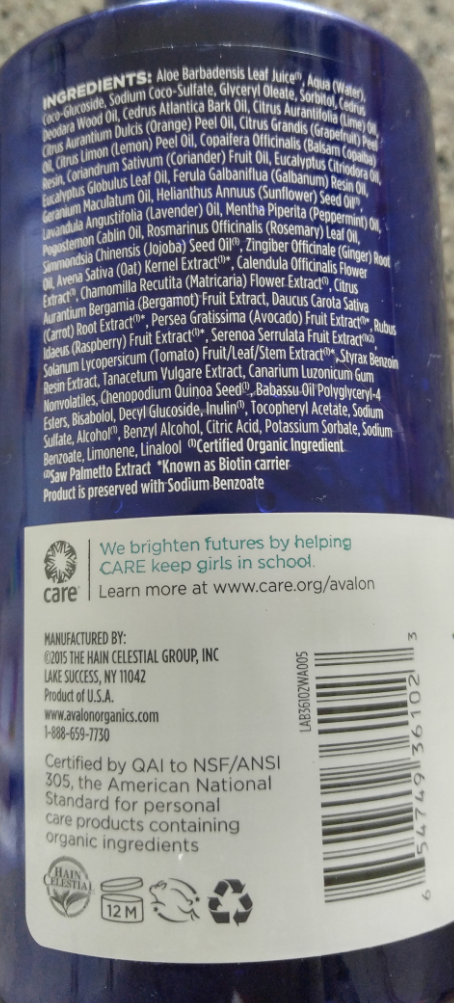 INGREDIENTS: Aloe Barbadensis Leaf Juice⁽¹⁾, Aqua (Water),
Coco-Glucoside, Sodium Coco-Sulfate, Glyceryl Oleate, Sorbitol, Cedrus
Deodara Wood Oil, Cedrus Atlantica Bark Oil, Citrus Aurantifolia (Lime) Oil,
Citrus Aurantium Dulcis (Orange) Peel Oil, Citrus Grandis (Grapefruit) Peel
Oil, Citrus Limon (Lemon) Peel Oil, Copaifera Officinalis (Balsam Copaiba)
Resin, Coriandrum Sativum (Coriander) Fruit Oil, Eucalyptus Citriodora Oil,
Eucalyptus Globulus Leaf Oil, Ferula Galbaniflua (Galbanum) Resin Oil,
Geranium Maculatum Oil, Helianthus Annuus (Sunflower) Seed Oil⁽¹⁾,
Lavandula Angustifolia (Lavender) Oil, Mentha Piperita (Peppermint) Oil,
Pogostemon Cablin Oil, Rosmarinus Officinalis (Rosemary) Leaf Oil,
Simmondsia Chinensis (Jojoba) Seed Oil⁽¹⁾, Zingiber Officinale (Ginger) Root
Oil, Avena Sativa (Oat) Kernel Extract⁽¹⁾*, Calendula Officinalis Flower
Extract⁽¹⁾, Chamomilla Recutita (Matricaria) Flower Extract⁽¹⁾, Citrus
Aurantium Bergamia (Bergamot) Fruit Extract, Daucus Carota Sativa
(Carrot) Root Extract⁽¹⁾*, Persea Gratissima (Avocado) Fruit Extract⁽¹⁾*, Rubus
Idaeus (Raspberry) Fruit Extract⁽¹⁾*, Serenoa Serrulata Fruit Extract⁽¹⁾⁽²⁾,
Solanum Lycopersicum (Tomato) Fruit/Leaf/Stem Extract⁽¹⁾*, Styrax Benzoin
Resin Extract, Tanacetum Vulgare Extract, Canarium Luzonicum Gum
Nonvolatiles, Chenopodium Quinoa Seed⁽¹⁾, Babassu Oil Polyglyceryl-4
Esters, Bisabolol, Decyl Glucoside, Inulin⁽¹⁾, Tocopheryl Acetate, Sodium
Sulfate, Alcohol⁽¹⁾, Benzyl Alcohol, Citric Acid, Potassium Sorbate, Sodium
Benzoate, Limonene, Linalool ⁽¹⁾Certified Organic Ingredient
⁽²⁾Saw Palmetto Extract *Known as Biotin carrier
Product is preserved with Sodium Benzoate
care
We brighten futures by helping
CARE keep girls in school.
Learn more at www.care.org/avalon
MANUFACTURED BY:
©2015 THE HAIN CELESTIAL GROUP, INC
LAKE SUCCESS, NY 11042
Product of U.S.A.
www.avalonorganics.com
1-888-659-7730
Certified by QAI to NSF/ANSI
305, the American National
Standard for personal
care products containing
organic ingredients
HAIN
CELESTIAL
12 M
LAB36102WA005
6 54749 36102 3